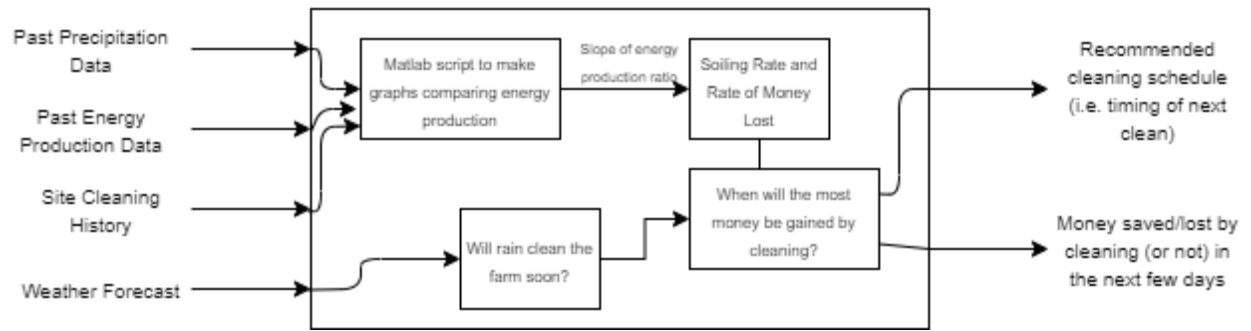 Past Precipitation
Data
Past Energy
Production Data
Site Cleaning
History
Weather Forecast
Matlab script to make
graphs comparing energy
production
Slope of energy
production ratio
Soiling Rate and
Rate of Money
Lost
Will rain clean the
farm soon?
When will the most
money be gained by
cleaning?
Recommended
cleaning schedule
(i.e. timing of next
clean)
Money saved/lost by
cleaning (or not) in
the next few days